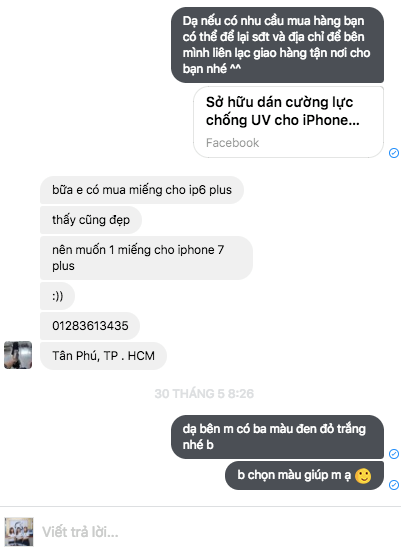 Dạ nếu có nhu cầu mua hàng bạn
có thể để lại sđt và địa chỉ để bên
mình liên lạc giao hàng tận nơi cho
bạn nhé ^^
Sở hữu dán cường lực
chống UV cho iPhone...
Facebook
bữa e có mua miếng cho ip6 plus
thấy cũng đẹp
nên muốn 1 miếng cho iphone 7
plus
:))
01283613435
Tân Phú, TP . HCM
30 THÁNG 5 8:26
dạ bên m có ba màu đen đỏ trắng
nhé b
b chọn màu giúp m ạ 🙂
Viết trả lời...